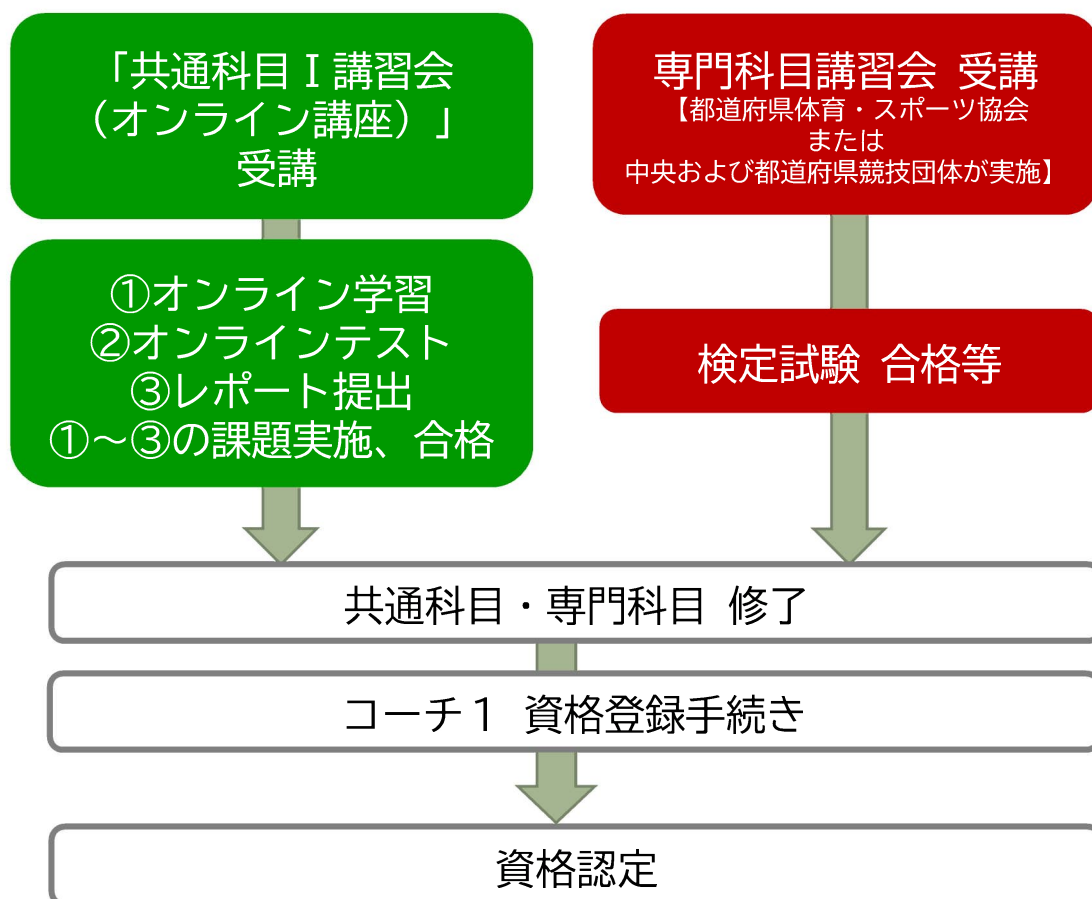 「共通科目Ⅰ講習会
（オンライン講座）」
受講
①オンライン学習
②オンラインテスト
③レポート提出
①～③の課題実施、合格
専門科目講習会 受講
【都道府県体育・スポーツ協会
または
中央および都道府県競技団体が実施】
検定試験 合格等
共通科目・専門科目 修了
コーチ１ 資格登録手続き
資格認定